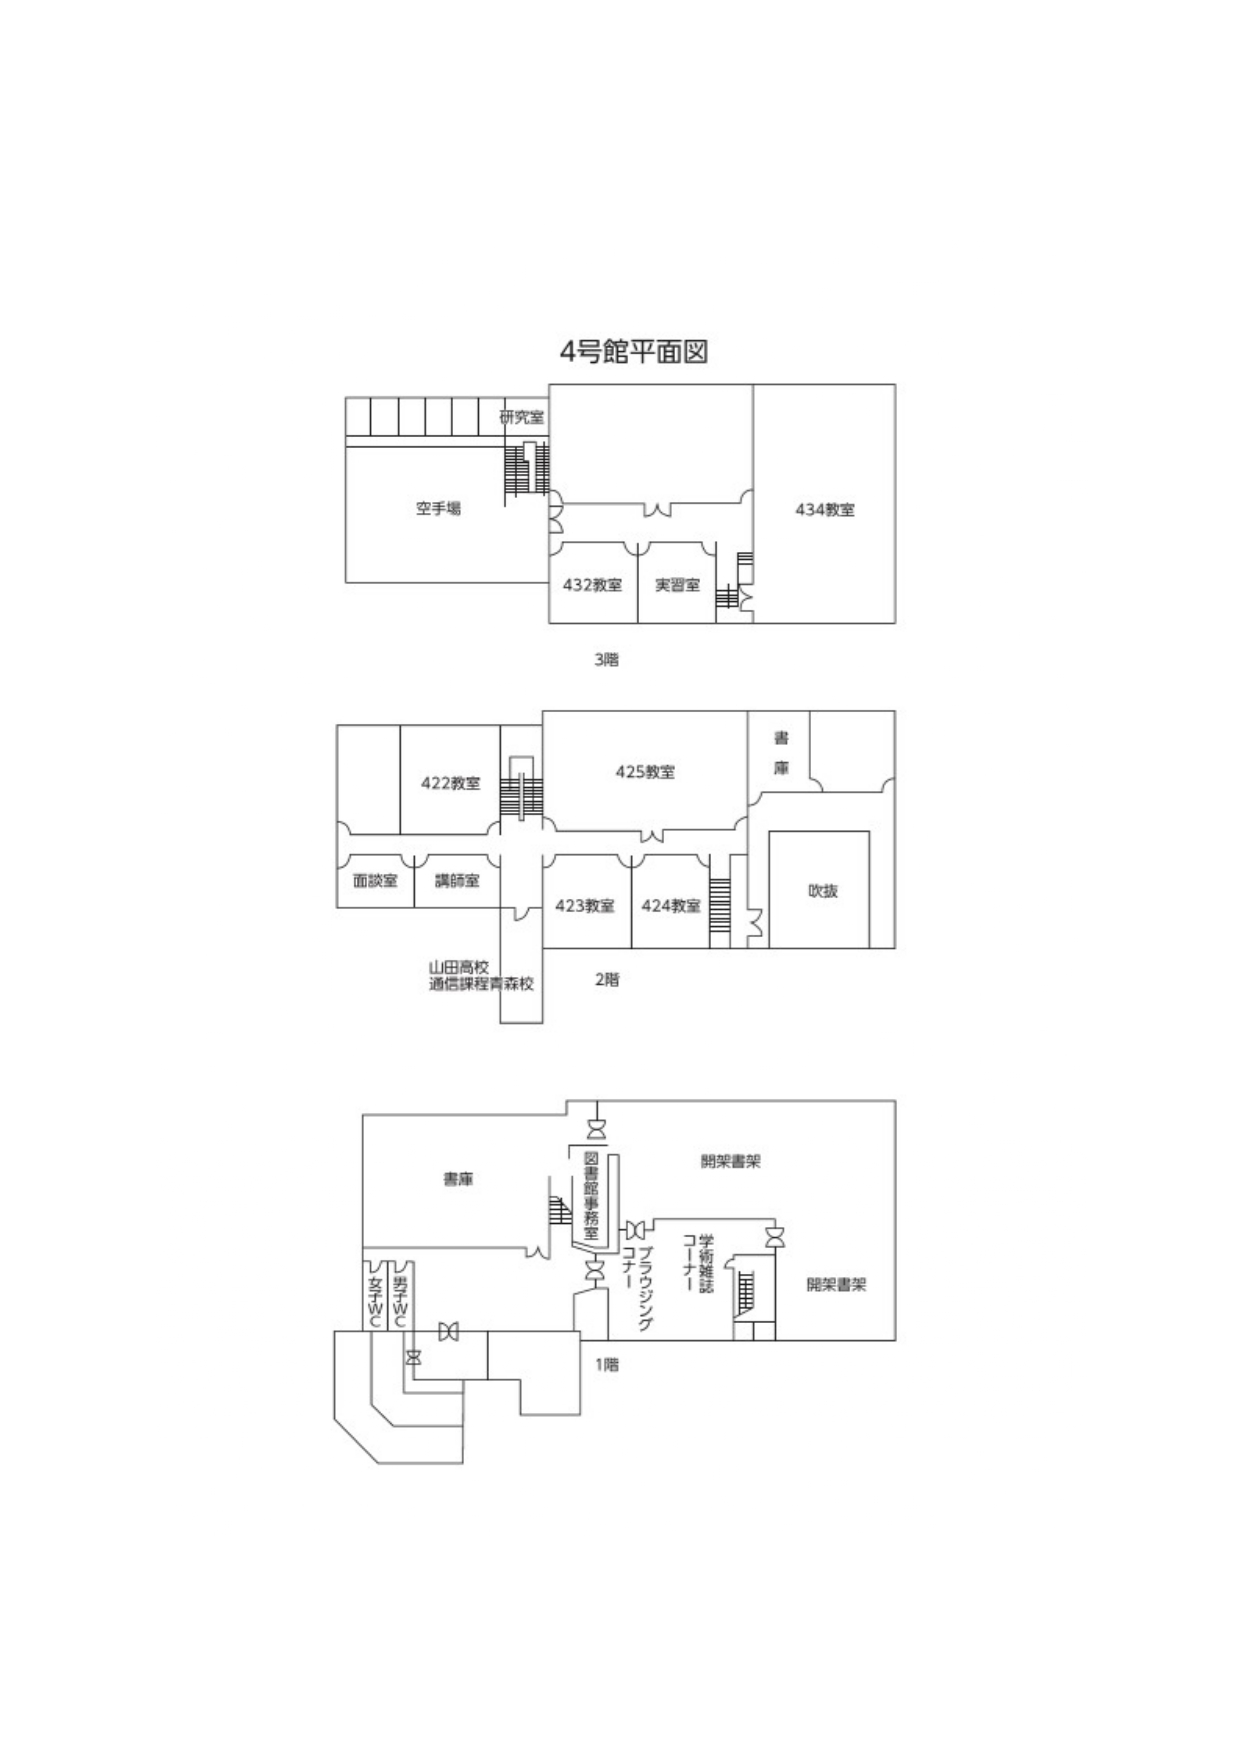 4号館平面図
研究室
空手場
434教室
432教室
実習室
3階
422教室
425教室
書
庫
面談室
講師室
423教室
424教室
吹抜
山田高校
通信課程青森校
2階
書庫
図書館事務室
開架書架
ブラウジング
コーナー
学術雑誌
コーナー
開架書架
女子WC
男子WC
1階